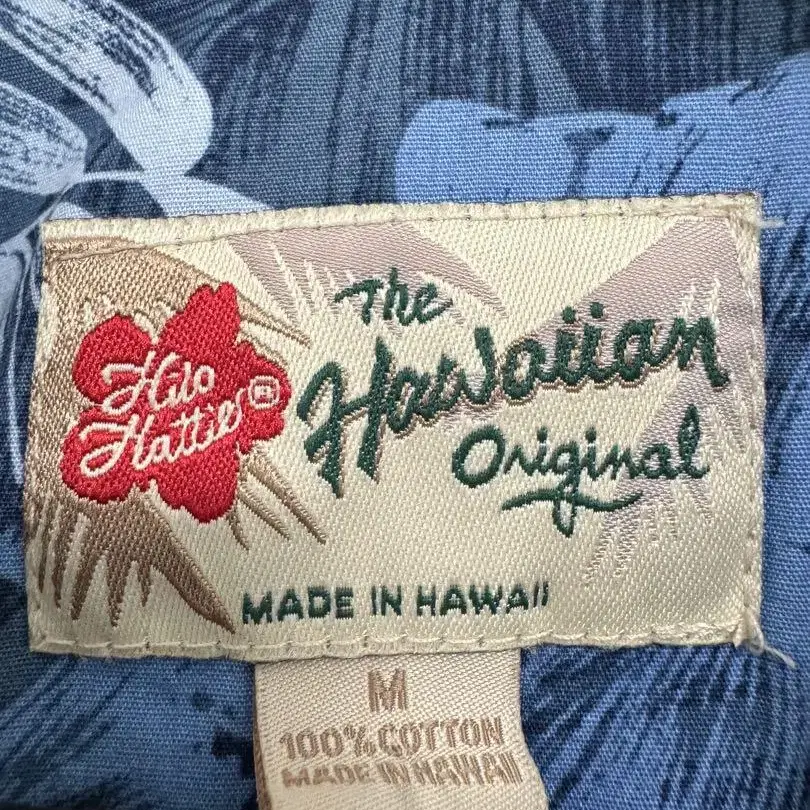 Hilo
Hattie®
The
Hawaiian
Original
MADE IN HAWAII
M
100% COTTON
MADE IN HAWAII